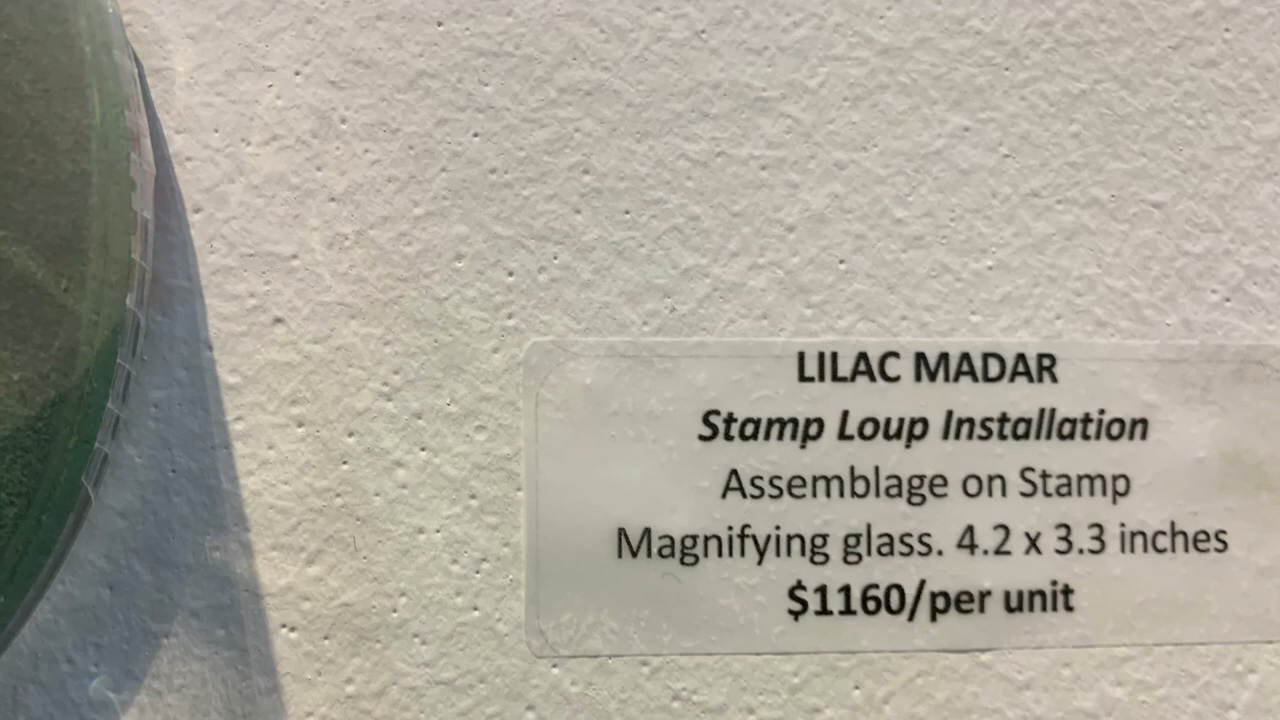 LILAC MADAR
Stamp Loup Installation
Assemblage on Stamp
Magnifying glass. 4.2 x 3.3 inches
$1160/per unit